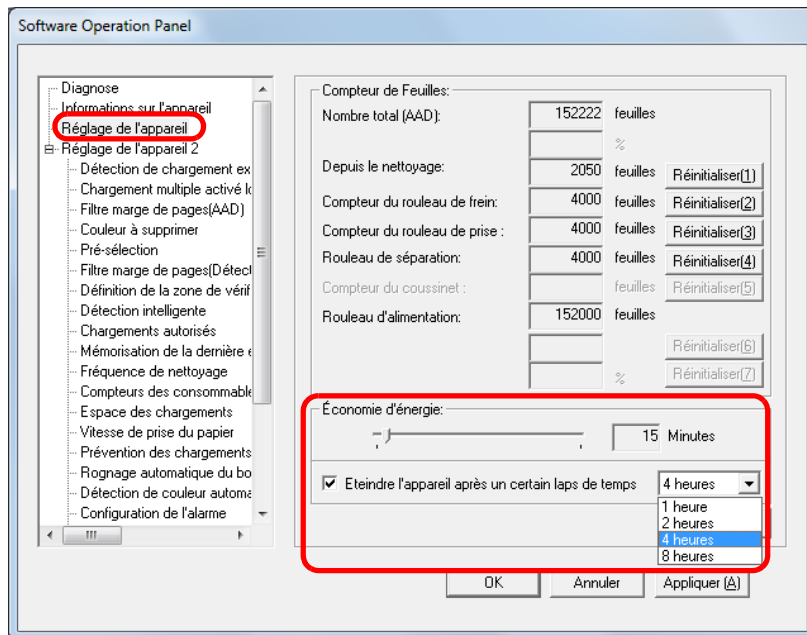 Software Operation Panel
Diagnose
Informations sur l'appareil
Réglage de l'appareil
Réglage de l'appareil 2
Détection de chargement ex
Chargement multiple activé lo
Filtre marge de pages(AAD)
Couleur à supprimer
Pré-sélection
Filtre marge de pages(Détect
Définition de la zone de vérif
Détection intelligente
Chargements autorisés
Mémorisation de la dernière e
Fréquence de nettoyage
Compteurs des consommable
Espace des chargements
Vitesse de prise du papier
Prévention des chargements
Rognage automatique du bo
Détection de couleur automa
Configuration de l'alarme
Compteur de Feuilles:
Nombre total (AAD): 152222 feuilles
%
Depuis le nettoyage: 2050 feuilles Réinitialiser(1)
Compteur du rouleau de frein: 4000 feuilles Réinitialiser(2)
Compteur du rouleau de prise : 4000 feuilles Réinitialiser(3)
Rouleau de séparation: 4000 feuilles Réinitialiser(4)
Compteur du coussinet : feuilles Réinitialiser(5)
Rouleau d'alimentation: 152000 feuilles
Réinitialiser(6)
% Réinitialiser(7)
Économie d'énergie:
15 Minutes
Eteindre l'appareil après un certain laps de temps 4 heures
1 heure
2 heures
4 heures
8 heures
OK Annuler Appliquer (A)